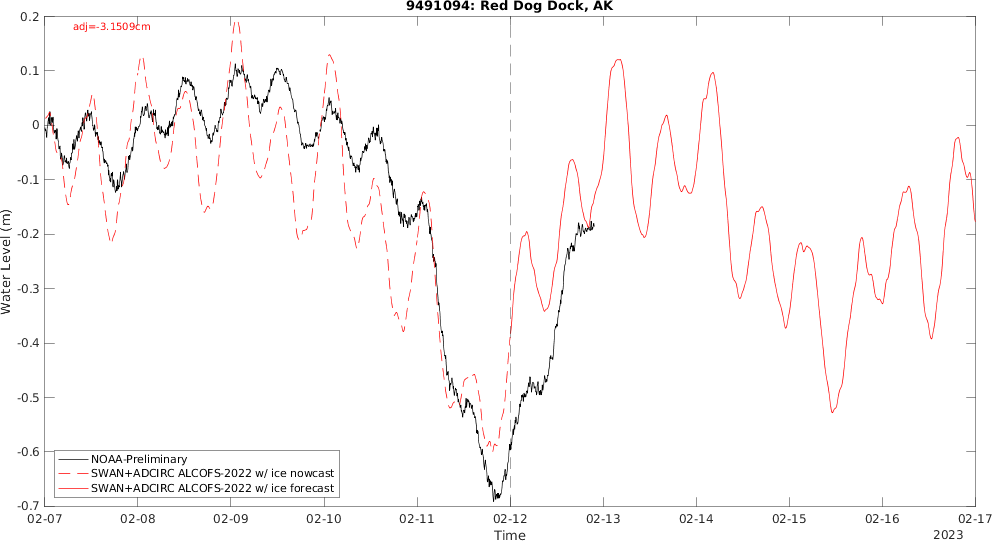 9491094: Red Dog Dock, AK
adj=-3.1509cm
0.2
0.1
0
-0.1
-0.2
-0.3
-0.4
-0.5
-0.6
-0.7
Water Level (m)
NOAA-Preliminary
SWAN+ADCIRC ALCOFS-2022 w/ ice nowcast
SWAN+ADCIRC ALCOFS-2022 w/ ice forecast
02-07 02-08 02-09 02-10 02-11 02-12 02-13 02-14 02-15 02-16 02-17
Time
2023